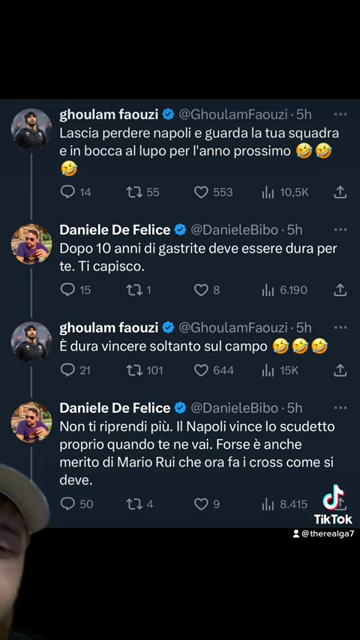 ghoulam faouzi @GhoulamFaouzi · 5h
Lascia perdere napoli e guarda la tua squadra
e in bocca al lupo per l'anno prossimo 🤣🤣
🤣
14 55 553 10,5K
Daniele De Felice @DanieleBibo · 5h
Dopo 10 anni di gastrite deve essere dura per
te. Ti capisco.
15 1 8 6.190
ghoulam faouzi @GhoulamFaouzi · 5h
È dura vincere soltanto sul campo 🤣🤣🤣
21 101 644 15K
Daniele De Felice @DanieleBibo · 5h
Non ti riprendi più. Il Napoli vince lo scudetto
proprio quando te ne vai. Forse è anche
merito di Mario Rui che ora fa i cross come si
deve.
50 4 9 8.415
TikTok
@therealga7